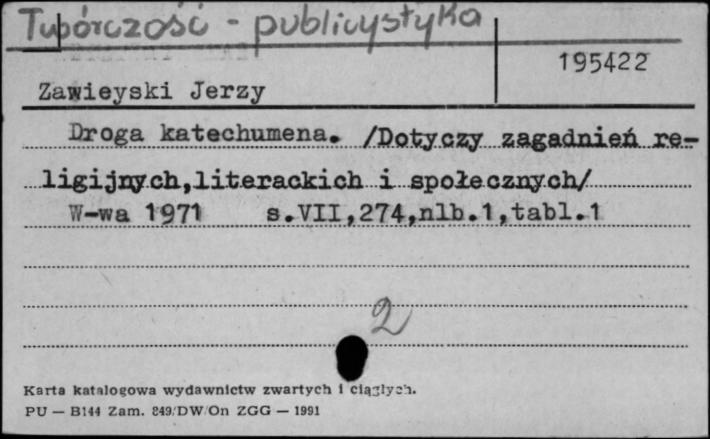 Twórczość - publicystyka
195422
Zawieyski Jerzy
Droga katechumena. /Dotyczy zagadnień re-
ligijnych,literackich i społecznych/
W-wa 1971 s.VII,274,nlb.1,tabl.1
2
Karta katalogowa wydawnictw zwartych i ciągłych.
PU — B144 Zam. 849/DW/On ZGG — 1991